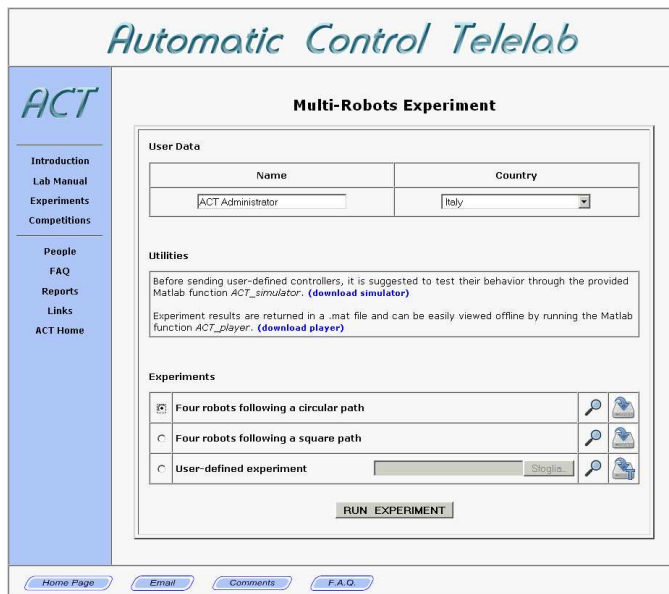 Automatic Control Telelab
ACT
Introduction
Lab Manual
Experiments
Competitions
People
FAQ
Reports
Links
ACT Home
Multi-Robots Experiment
User Data
Name
Country
ACT Administrator
Italy
Utilities
Before sending user-defined controllers, it is suggested to test their behavior through the provided
Matlab function ACT_simulator. (download simulator)
Experiment results are returned in a .mat file and can be easily viewed offline by running the Matlab
function ACT_player. (download player)
Experiments
Four robots following a circular path
Four robots following a square path
User-defined experiment
Sfoglia...
RUN EXPERIMENT
Home Page
Email
Comments
F.A.Q.